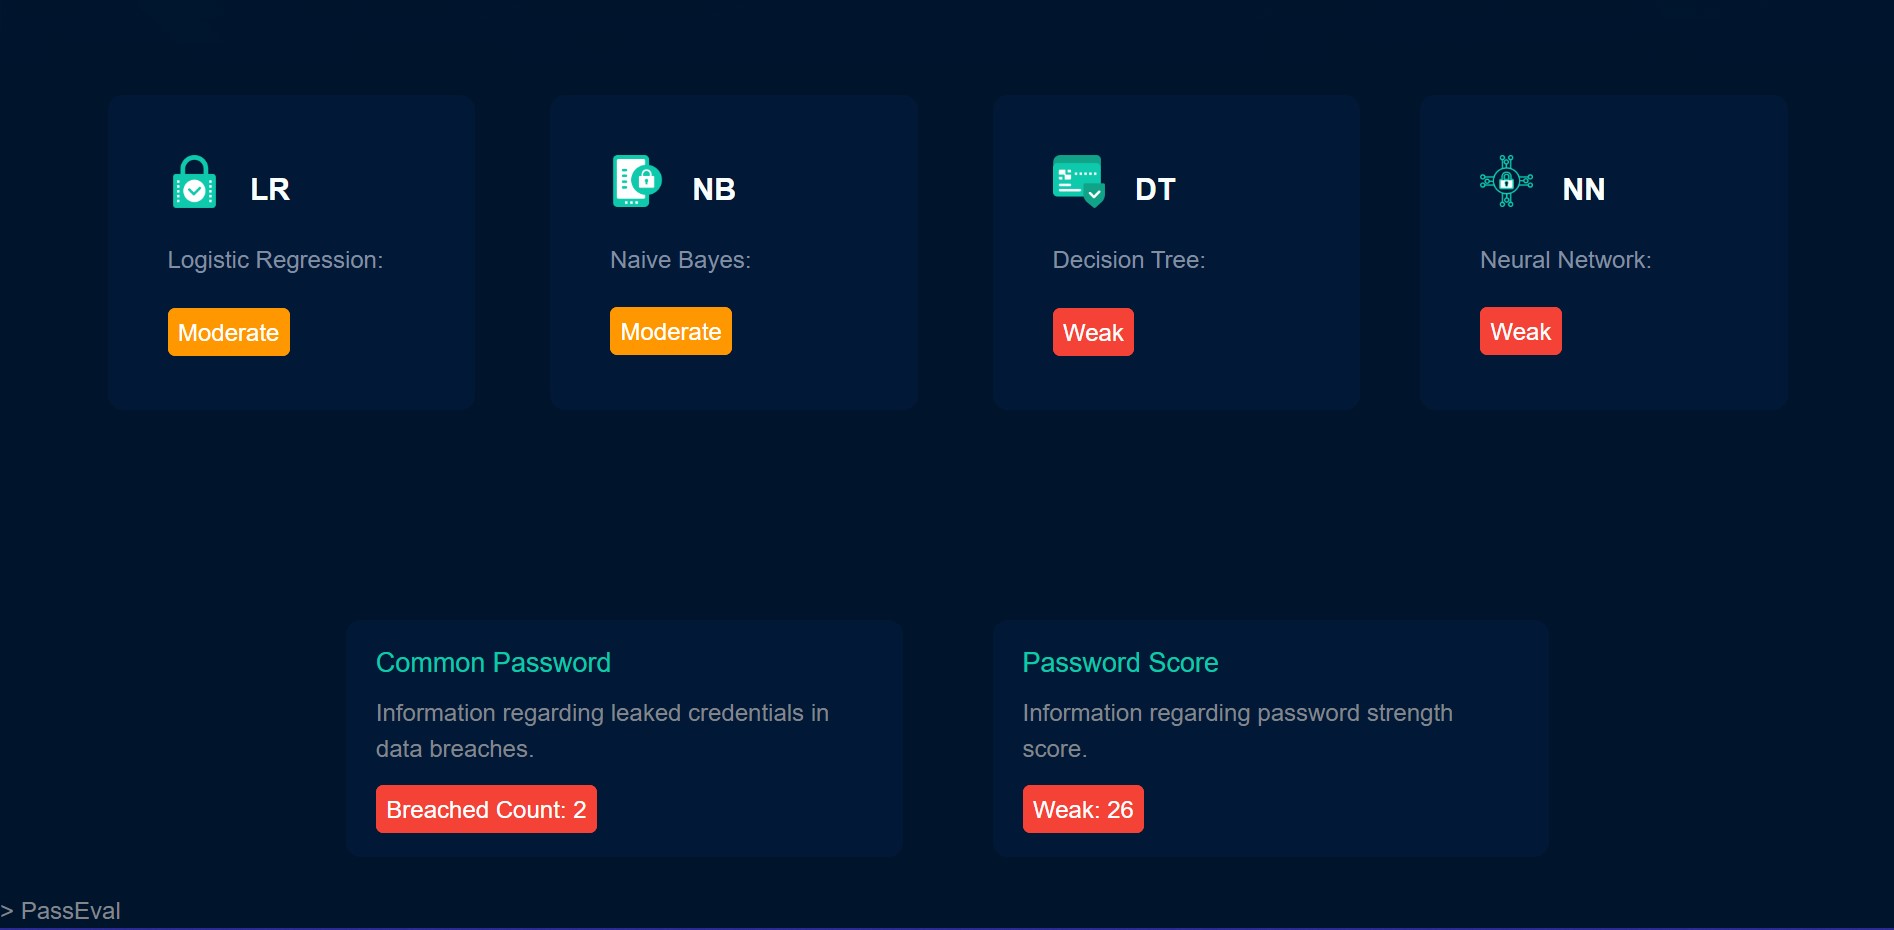 LR
Logistic Regression:
Moderate
NB
Naive Bayes:
Moderate
DT
Decision Tree:
Weak
NN
Neural Network:
Weak
Common Password
Information regarding leaked credentials in
data breaches.
Breached Count: 2
Password Score
Information regarding password strength
score.
Weak: 26
> PassEval